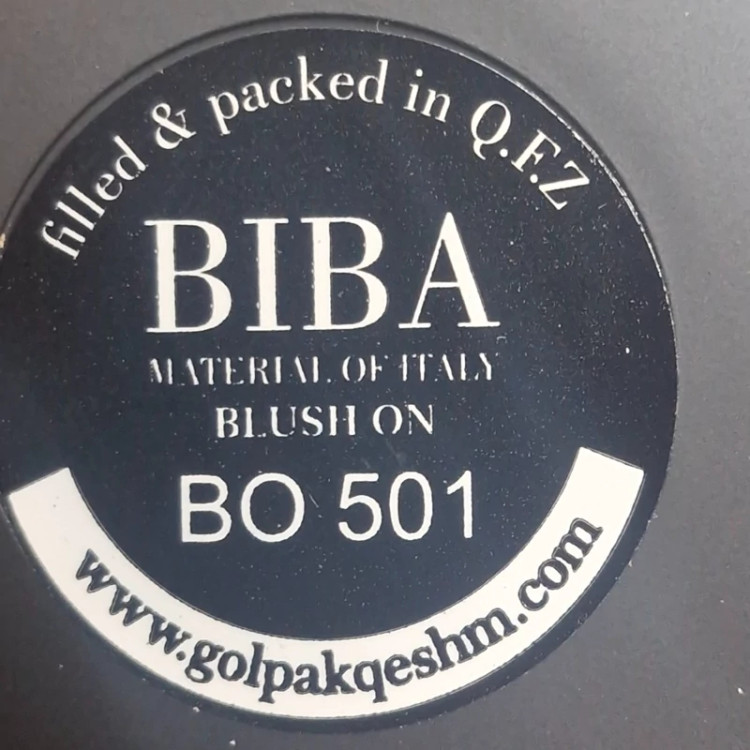 filled & packed in Q.F.Z
BIBA
MATERIAL OF ITALY
BLUSH ON
BO 501
www.golpakqeshm.com